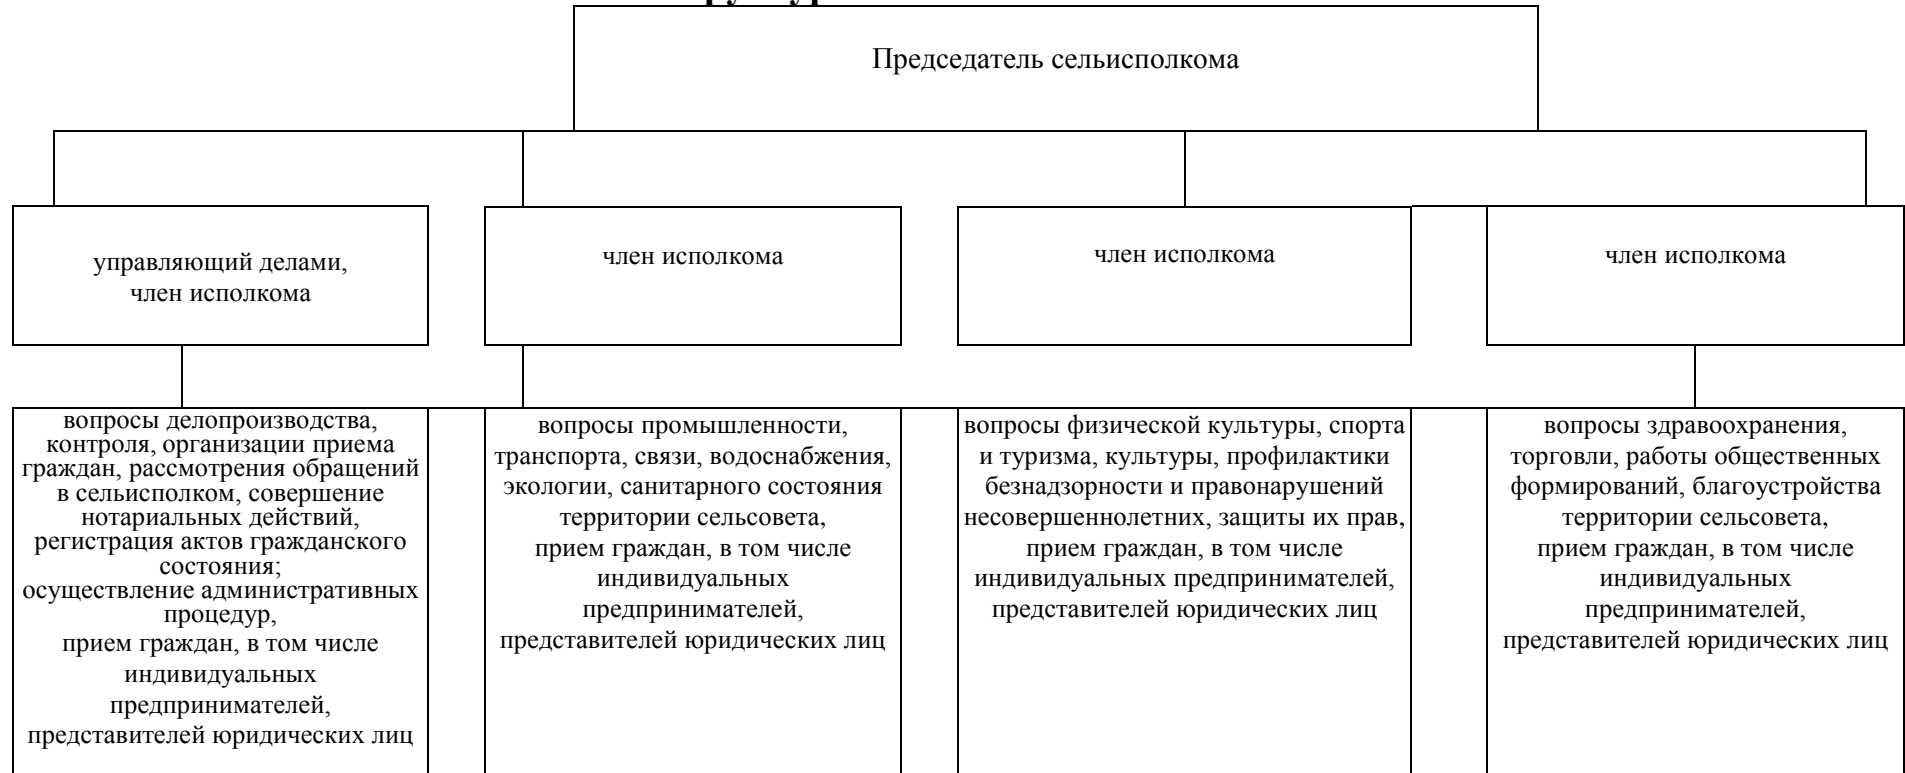 Председатель сельисполкома
управляющий делами,
член исполкома
член исполкома
член исполкома
член исполкома
вопросы делопроизводства,
контроля, организации приема
граждан, рассмотрения обращений
в сельисполком, совершение
нотариальных действий,
регистрация актов гражданского
состояния;
осуществление административных
процедур,
прием граждан, в том числе
индивидуальных
предпринимателей,
представителей юридических лиц
вопросы промышленности,
транспорта, связи, водоснабжения,
экологии, санитарного состояния
территории сельсовета,
прием граждан, в том числе
индивидуальных
предпринимателей,
представителей юридических лиц
вопросы физической культуры, спорта
и туризма, культуры, профилактики
безнадзорности и правонарушений
несовершеннолетних, защиты их прав,
прием граждан, в том числе
индивидуальных предпринимателей,
представителей юридических лиц
вопросы здравоохранения,
торговли, работы общественных
формирований, благоустройства
территории сельсовета,
прием граждан, в том числе
индивидуальных
предпринимателей,
представителей юридических лиц